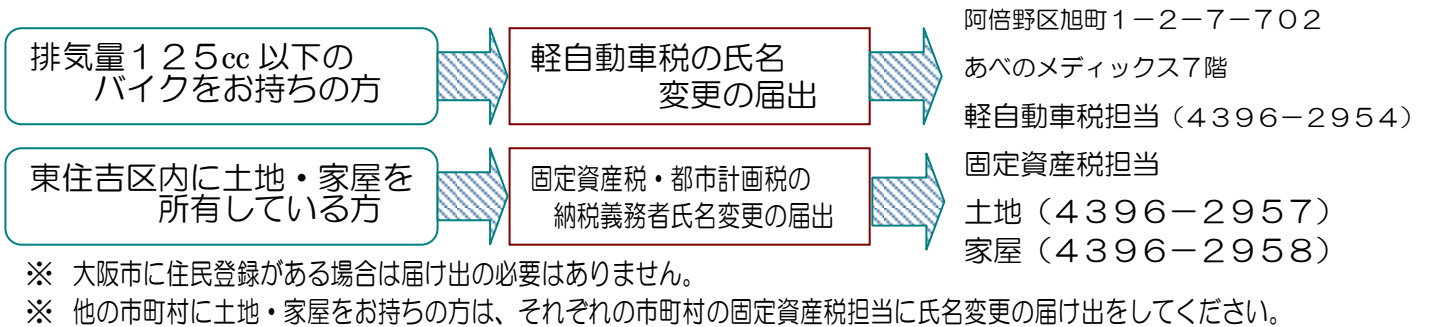 排気量１２５cc 以下の
バイクをお持ちの方
軽自動車税の氏名
変更の届出
阿倍野区旭町１－２－７－７０２
あべのメディックス７階
軽自動車税担当（４３９６－２９５４）
東住吉区内に土地・家屋を
所有している方
固定資産税・都市計画税の
納税義務者氏名変更の届出
固定資産税担当
土地（４３９６－２９５７）
家屋（４３９６－２９５８）
※　大阪市に住民登録がある場合は届け出の必要はありません。
※　他の市町村に土地・家屋をお持ちの方は、それぞれの市町村の固定資産税担当に氏名変更の届け出をしてください。